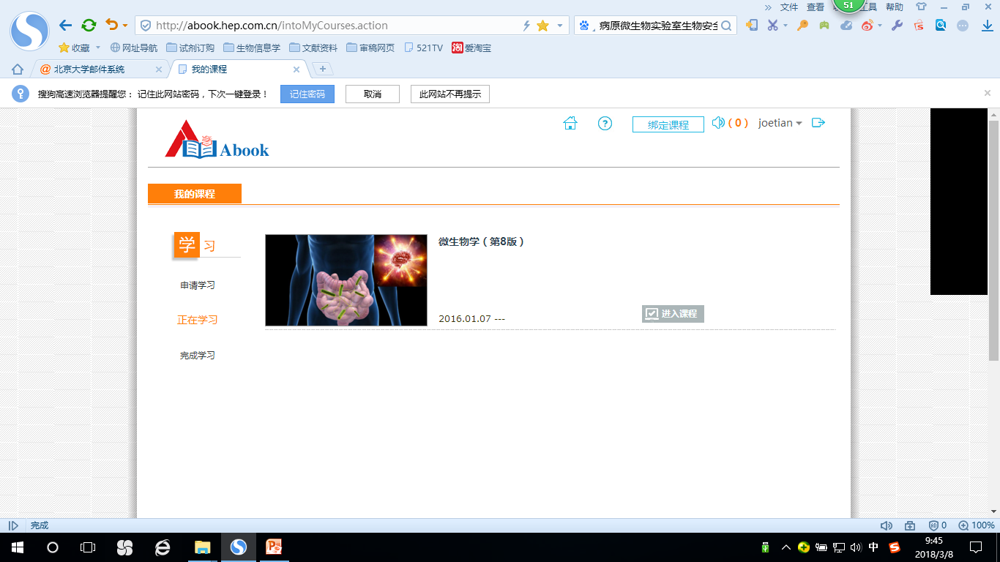 » 文件 查看 工具 帮助
51
http://abook.hep.com.cn/intoMyCourses.action
病原微生物实验室生物安全
收藏 网址导航 试剂订购 生物信息学 文献资料 审稿网页 521TV 淘 爱淘宝
北京大学邮件系统 我的课程
搜狗高速浏览器提醒您： 记住此网站密码，下次一键登录！ 记住密码 取消 此网站不再提示
Abook
绑定课程 ( 0 ) joetian
我的课程
学 习
申请学习
正在学习
完成学习
微生物学（第8版）
2016.01.07 ---
进入课程
完成 0 100%
中
9:45
2018/3/8